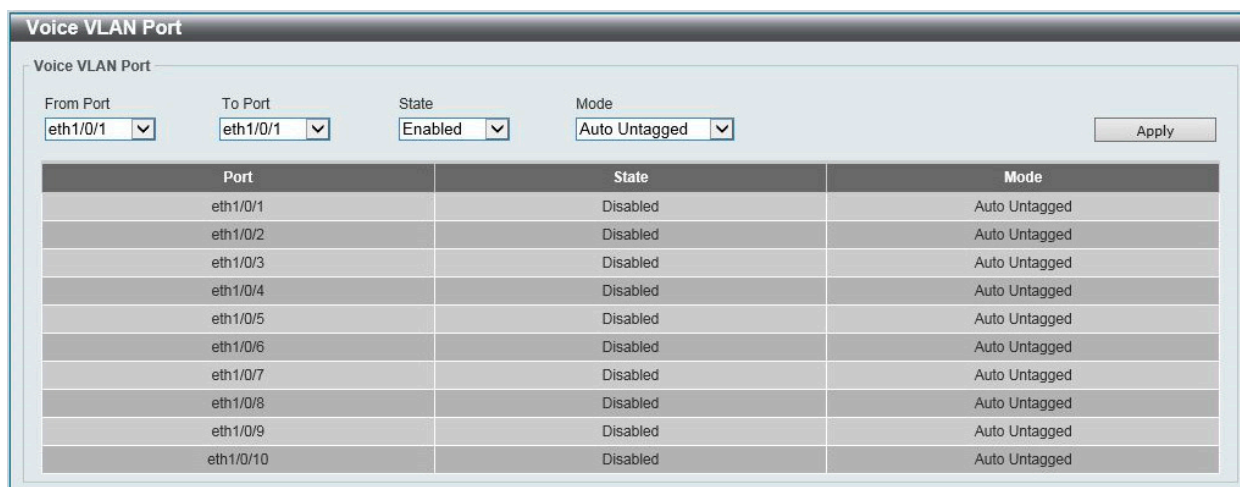 Voice VLAN Port
Voice VLAN Port
From Port To Port State Mode
eth1/0/1 eth1/0/1 Enabled Auto Untagged Apply
Port State Mode
eth1/0/1 Disabled Auto Untagged
eth1/0/2 Disabled Auto Untagged
eth1/0/3 Disabled Auto Untagged
eth1/0/4 Disabled Auto Untagged
eth1/0/5 Disabled Auto Untagged
eth1/0/6 Disabled Auto Untagged
eth1/0/7 Disabled Auto Untagged
eth1/0/8 Disabled Auto Untagged
eth1/0/9 Disabled Auto Untagged
eth1/0/10 Disabled Auto Untagged